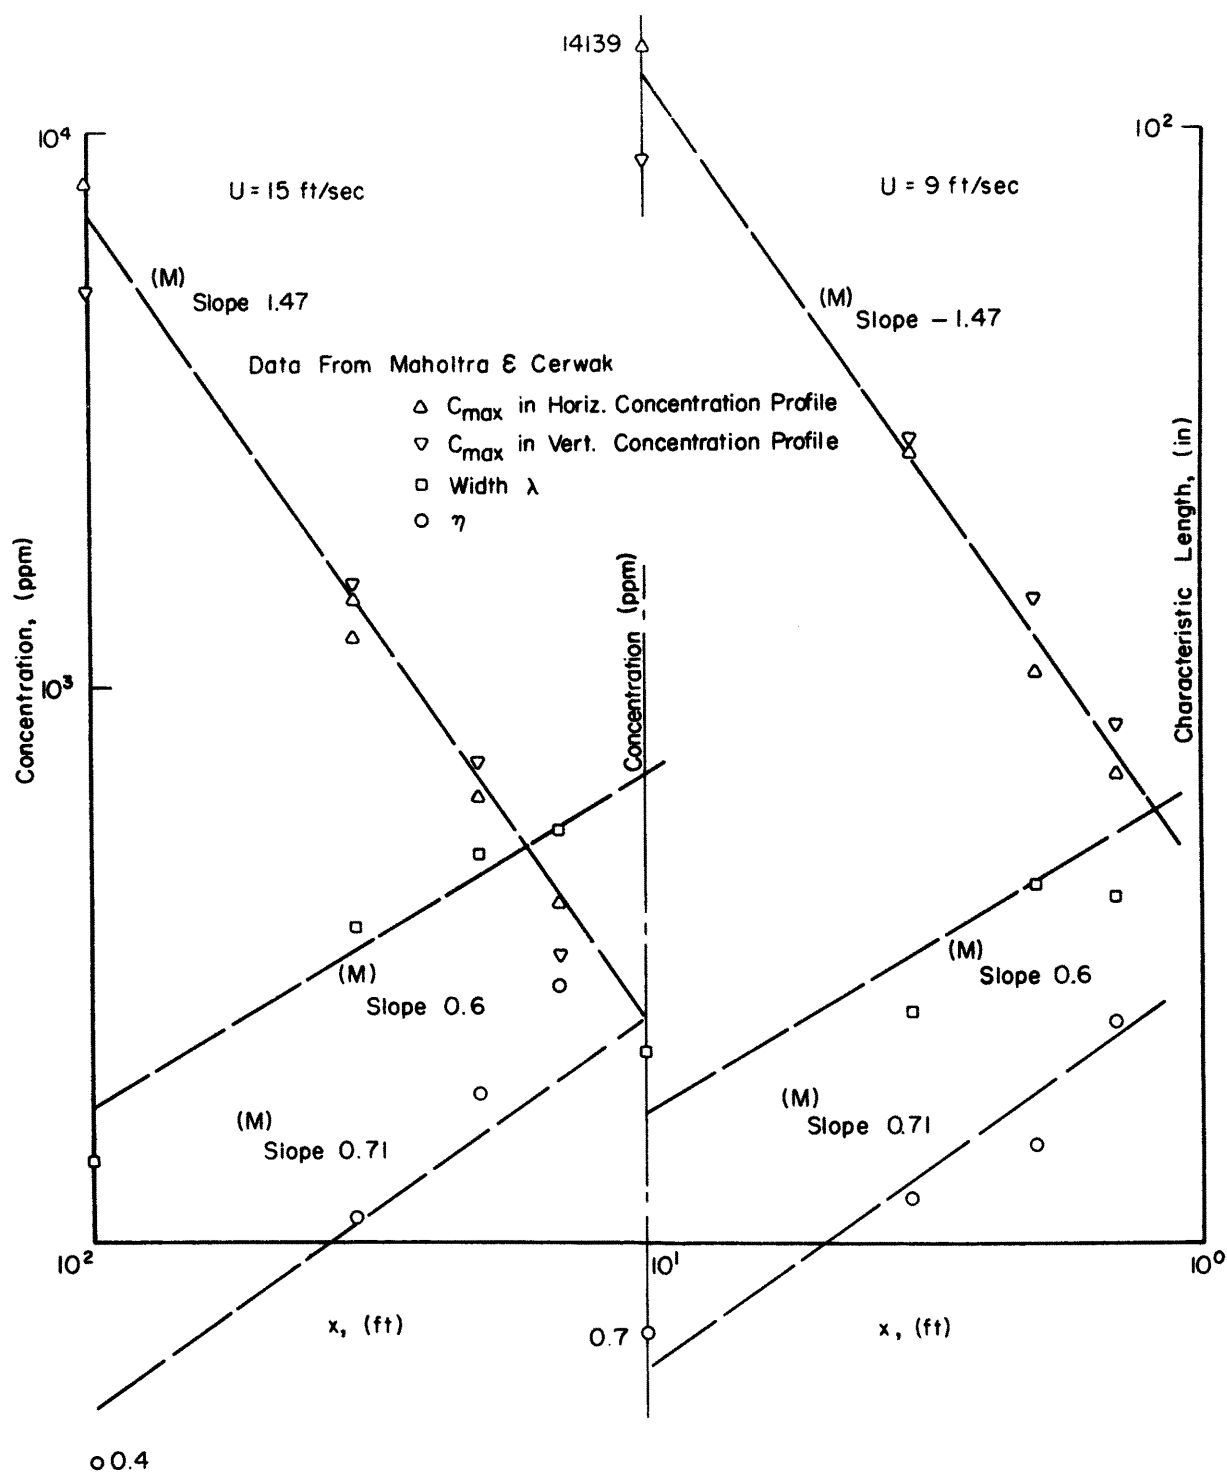 14139
10⁴
10²
U = 15 ft/sec
U = 9 ft/sec
(M)
Slope 1.47
(M)
Slope - 1.47
Data From Maholtra & Cerwak
△ Cmax in Horiz. Concentration Profile
▽ Cmax in Vert. Concentration Profile
□ Width λ
○ η
Concentration, (ppm)
Concentration (ppm)
Characteristic Length, (in)
10³
(M)
Slope 0.6
(M)
Slope 0.6
(M)
Slope 0.71
(M)
Slope 0.71
10²
10¹
10⁰
x, (ft)
0.7
x, (ft)
0.4